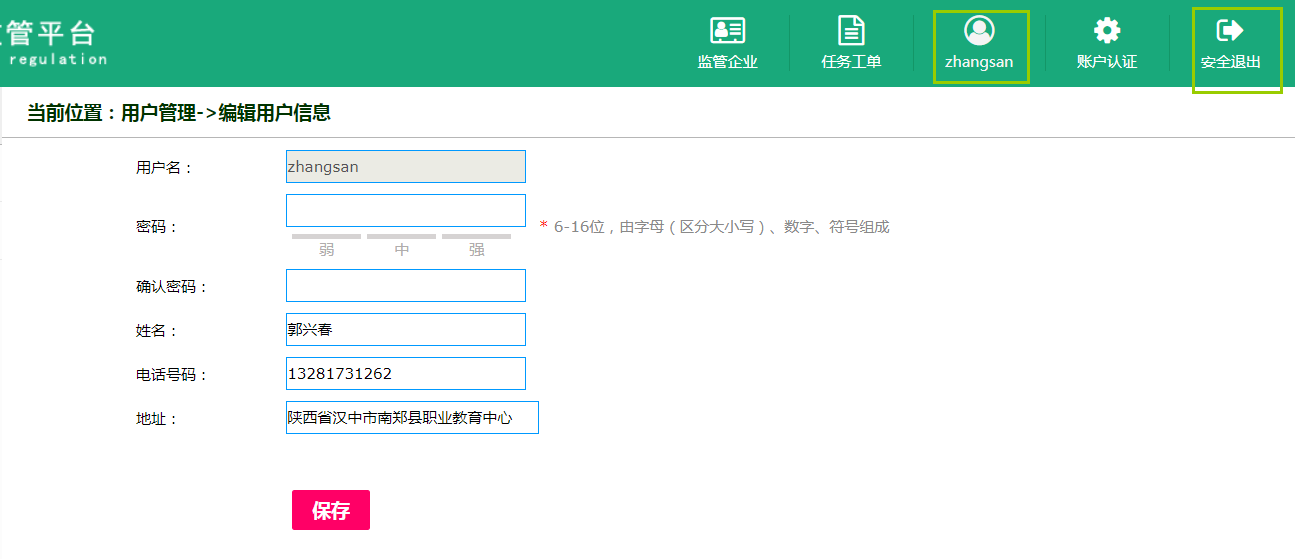 管平台
regulation
监管企业
任务工单
zhangsan
账户认证
安全退出
当前位置：用户管理->编辑用户信息
用户名：
zhangsan
密码：
* 6-16位，由字母（区分大小写）、数字、符号组成
弱 中 强
确认密码：
姓名：
郭兴春
电话号码：
13281731262
地址：
陕西省汉中市南郑县职业教育中心
保存